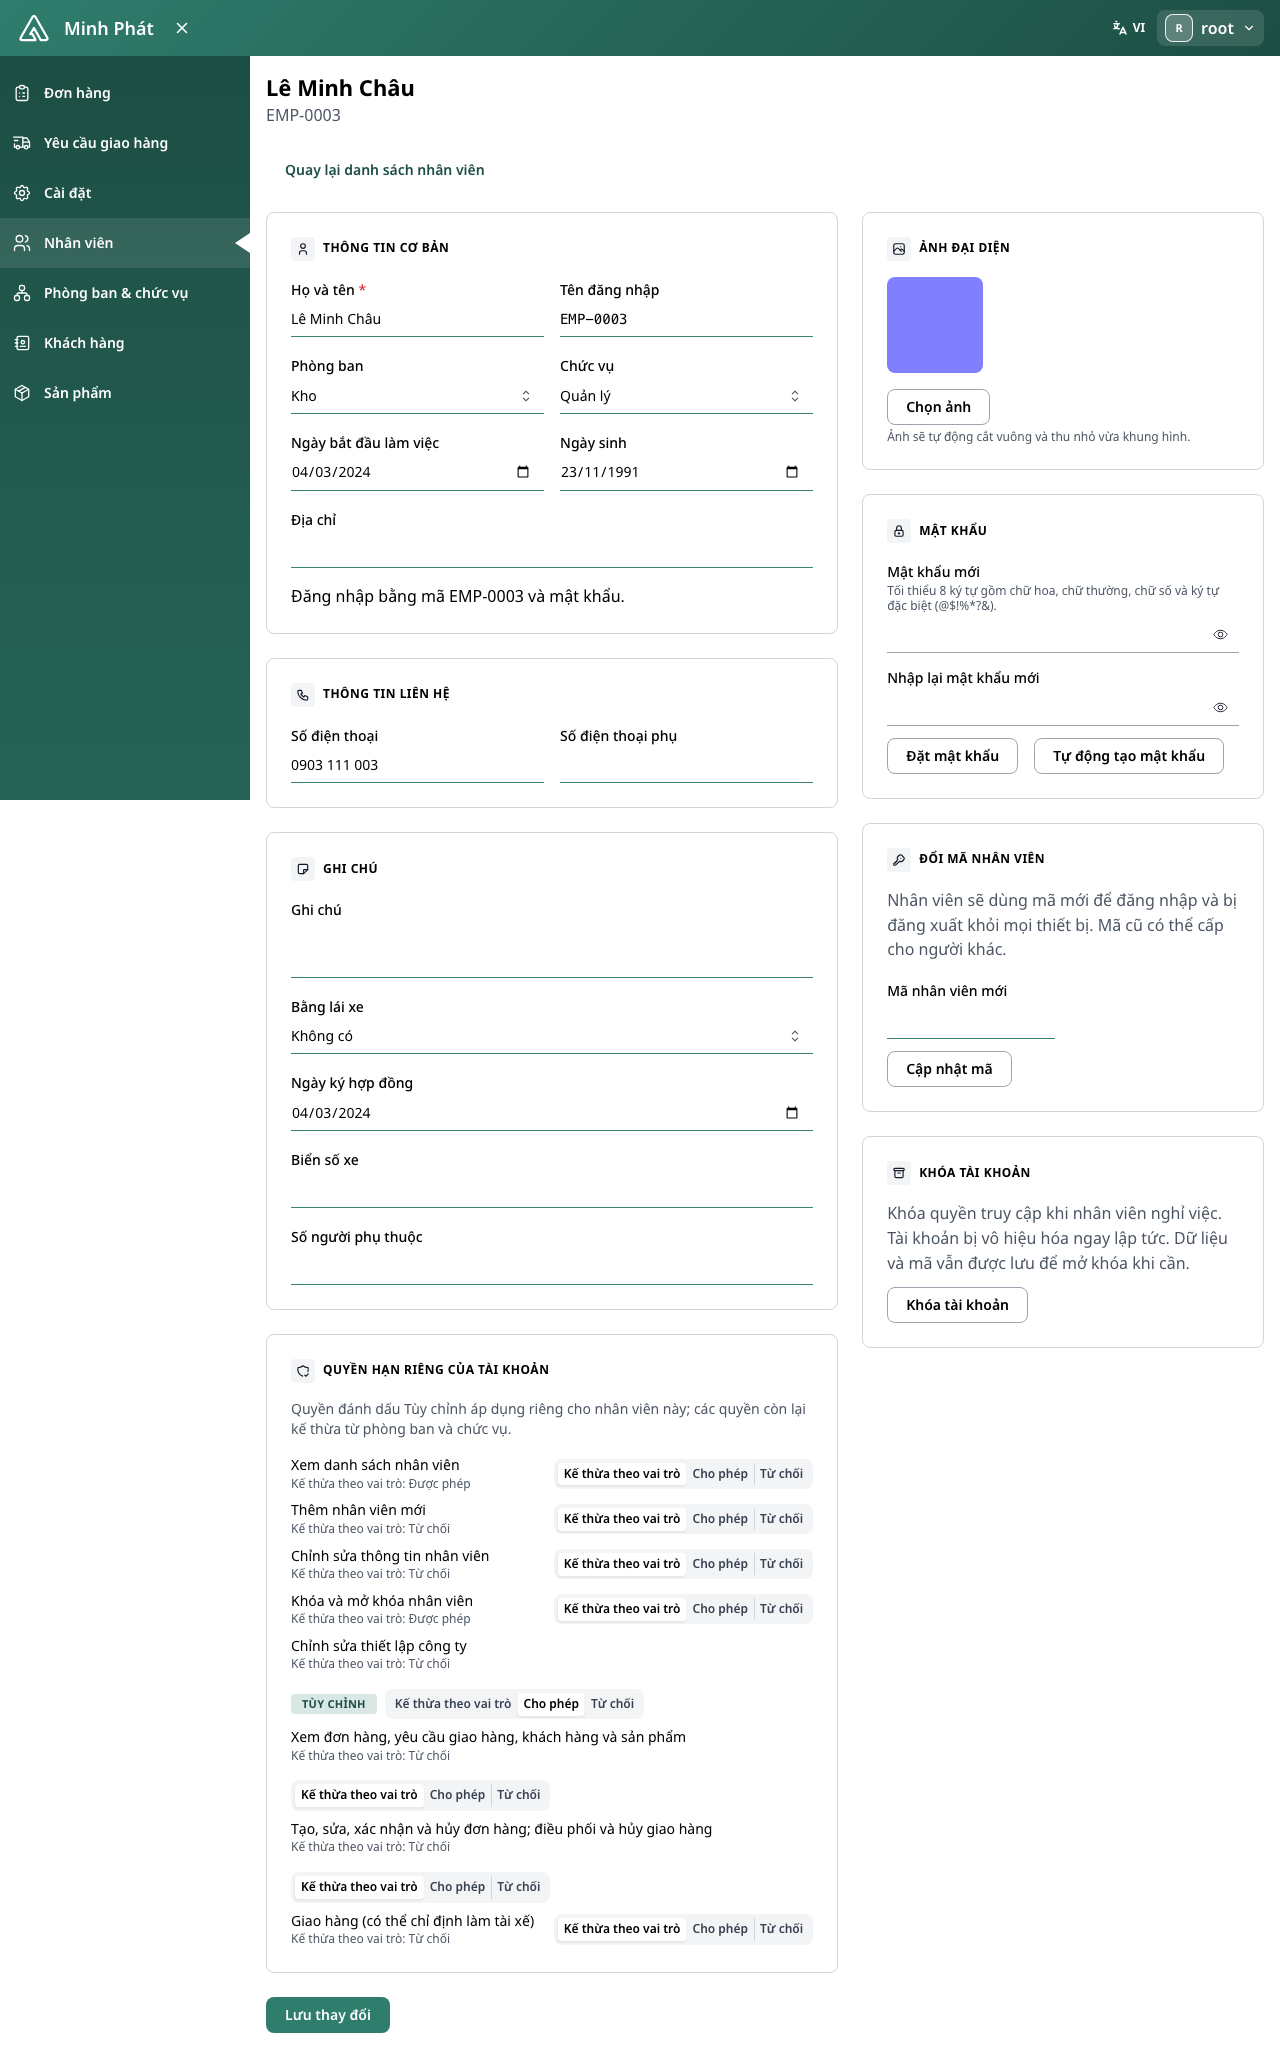 Minh Phát
VI
R
root
Đơn hàng
Yêu cầu giao hàng
Cài đặt
Nhân viên
Phòng ban & chức vụ
Khách hàng
Sản phẩm
Lê Minh Châu
EMP-0003
Quay lại danh sách nhân viên
THÔNG TIN CƠ BẢN
Họ và tên *
Tên đăng nhập
Lê Minh Châu
EMP-0003
Phòng ban
Chức vụ
Kho
Quản lý
Ngày bắt đầu làm việc
Ngày sinh
04/03/2024
23/11/1991
Địa chỉ
Đăng nhập bằng mã EMP-0003 và mật khẩu.
THÔNG TIN LIÊN HỆ
Số điện thoại
Số điện thoại phụ
0903 111 003
GHI CHÚ
Ghi chú
Bằng lái xe
Không có
Ngày ký hợp đồng
04/03/2024
Biển số xe
Số người phụ thuộc
QUYỀN HẠN RIÊNG CỦA TÀI KHOẢN
Quyền đánh dấu Tùy chỉnh áp dụng riêng cho nhân viên này; các quyền còn lại
kế thừa từ phòng ban và chức vụ.
Xem danh sách nhân viên
Kế thừa theo vai trò: Được phép
Kế thừa theo vai trò Cho phép Từ chối
Thêm nhân viên mới
Kế thừa theo vai trò: Từ chối
Kế thừa theo vai trò Cho phép Từ chối
Chỉnh sửa thông tin nhân viên
Kế thừa theo vai trò: Từ chối
Kế thừa theo vai trò Cho phép Từ chối
Khóa và mở khóa nhân viên
Kế thừa theo vai trò: Được phép
Kế thừa theo vai trò Cho phép Từ chối
Chỉnh sửa thiết lập công ty
Kế thừa theo vai trò: Từ chối
TÙY CHỈNH Kế thừa theo vai trò Cho phép Từ chối
Xem đơn hàng, yêu cầu giao hàng, khách hàng và sản phẩm
Kế thừa theo vai trò: Từ chối
Kế thừa theo vai trò Cho phép Từ chối
Tạo, sửa, xác nhận và hủy đơn hàng; điều phối và hủy giao hàng
Kế thừa theo vai trò: Từ chối
Kế thừa theo vai trò Cho phép Từ chối
Giao hàng (có thể chỉ định làm tài xế)
Kế thừa theo vai trò: Từ chối
Kế thừa theo vai trò Cho phép Từ chối
Lưu thay đổi
ẢNH ĐẠI DIỆN
Chọn ảnh
Ảnh sẽ tự động cắt vuông và thu nhỏ vừa khung hình.
MẬT KHẨU
Mật khẩu mới
Tối thiểu 8 ký tự gồm chữ hoa, chữ thường, chữ số và ký tự
đặc biệt (@$!%*?&).
Nhập lại mật khẩu mới
Đặt mật khẩu
Tự động tạo mật khẩu
ĐỔI MÃ NHÂN VIÊN
Nhân viên sẽ dùng mã mới để đăng nhập và bị
đăng xuất khỏi mọi thiết bị. Mã cũ có thể cấp
cho người khác.
Mã nhân viên mới
Cập nhật mã
KHÓA TÀI KHOẢN
Khóa quyền truy cập khi nhân viên nghỉ việc.
Tài khoản bị vô hiệu hóa ngay lập tức. Dữ liệu
và mã vẫn được lưu để mở khóa khi cần.
Khóa tài khoản